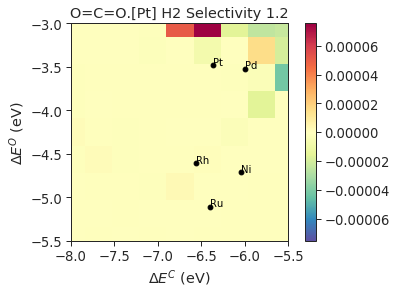 O=C=O.[Pt] H2 Selectivity 1.2
−3.0
−3.5
−4.0
−4.5
−5.0
−5.5
ΔE^O (eV)
Pt
Pd
Rh
Ni
Ru
−8.0 −7.5 −7.0 −6.5 −6.0 −5.5
ΔE^C (eV)
0.00006
0.00004
0.00002
0.00000
−0.00002
−0.00004
−0.00006